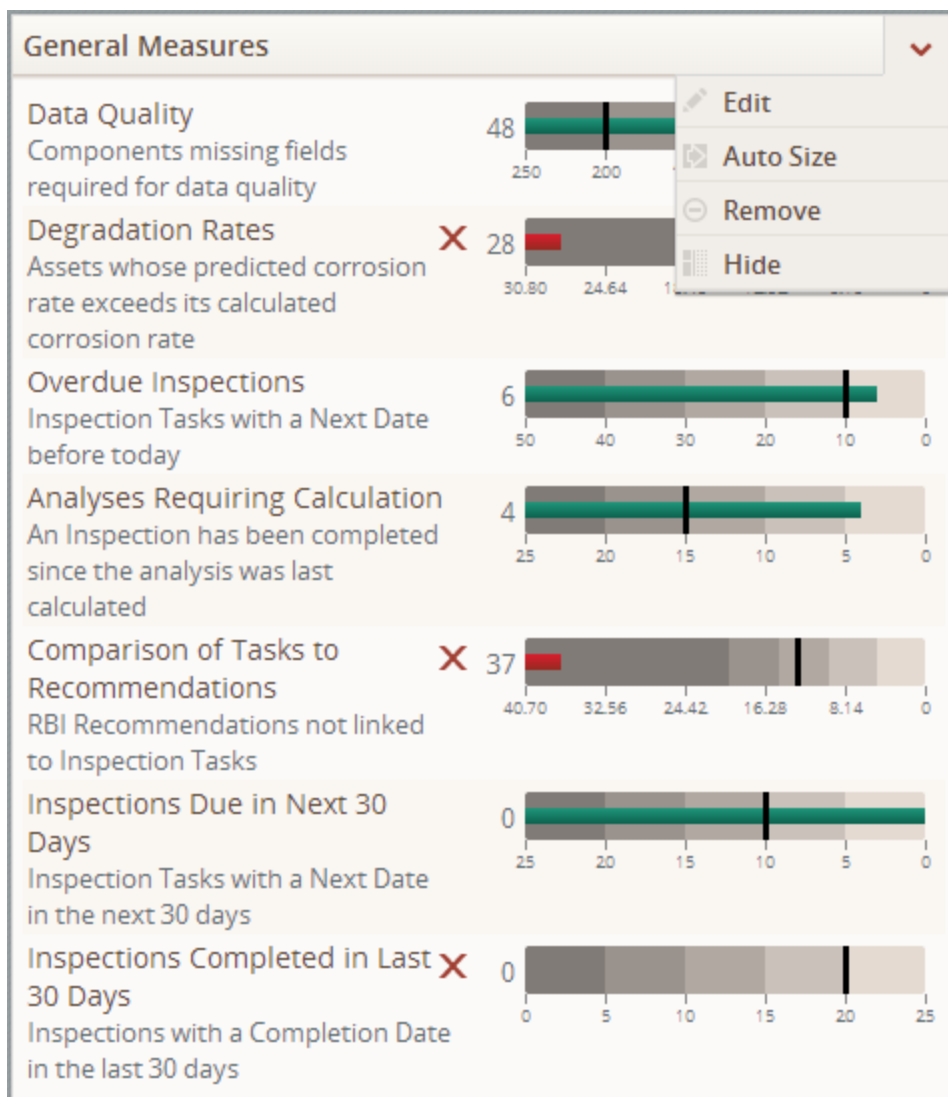 General Measures
Edit
Auto Size
Remove
Hide
Data Quality
Components missing fields
required for data quality
48
250 200
Degradation Rates
Assets whose predicted corrosion
rate exceeds its calculated
corrosion rate
28
30.80 24.64
Overdue Inspections
Inspection Tasks with a Next Date
before today
6
50 40 30 20 10 0
Analyses Requiring Calculation
An Inspection has been completed
since the analysis was last
calculated
4
25 20 15 10 5 0
Comparison of Tasks to
Recommendations
RBI Recommendations not linked
to Inspection Tasks
37
40.70 32.56 24.42 16.28 8.14 0
Inspections Due in Next 30
Days
Inspection Tasks with a Next Date
in the next 30 days
0
25 20 15 10 5 0
Inspections Completed in Last
30 Days
Inspections with a Completion Date
in the last 30 days
0
0 5 10 15 20 25